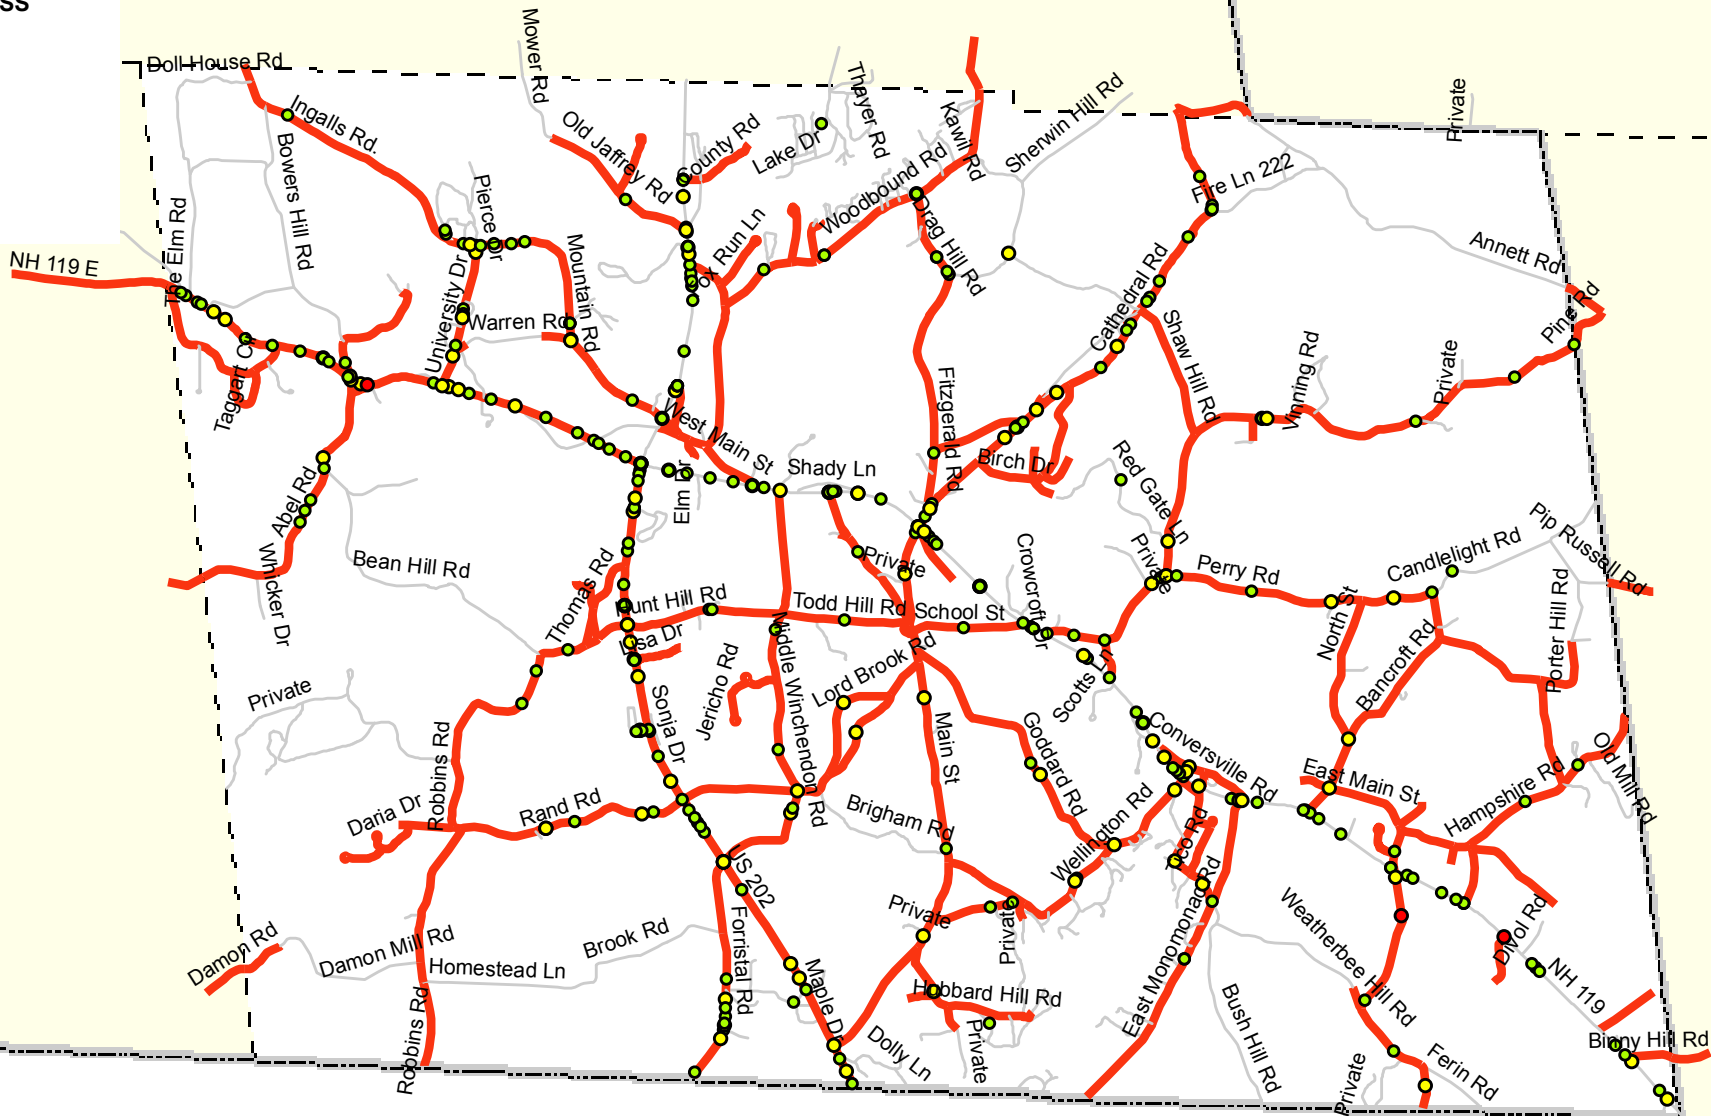 ss
Doll House Rd
Mower Rd
Thayer Rd
Kawil Rd
Sherwin Hill Rd
Private
Ingalls Rd
Old Jaffrey Rd
County Rd
Lake Dr
Bowers Hill Rd
Pierce Dr
Woodbound Rd
Fire Ln 222
The Elm Rd
Drag Hill Rd
Fox Run Ln
Mountain Rd
Annett Rd
NH 119 E
University Dr
Cathedral Rd
Pine Rd
Warren Rd
Shaw Hill Rd
Vinning Rd
Private
Taggart Cir
West Main St
Fitzgerald Rd
Shady Ln
Birch Dr
Red Gate Ln
Elm Dr
Abel Rd
Pip Russall Rd
Candlelight Rd
Whicker Dr
Bean Hill Rd
Thomas Rd
Private
Crowcroft Dr
Private
Perry Rd
Hunt Hill Rd
Todd Hill Rd
School St
North St
Porter Hill Rd
Lisa Dr
Middle Winchendon Rd
Lord Brook Rd
Scotts Ln
Bancroft Rd
Private
Jericho Rd
Sonja Dr
Main St
Goddard Rd
Conversville Rd
Old Mill Rd
Robbins Rd
East Main St
Hampshire Rd
Daria Dr
Rand Rd
Brigham Rd
Wellington Rd
Tico Rd
US 202
Private
Private
East Monomonac Rd
Weatherbee Hill Rd
Divol Rd
Damon Rd
Damon Mill Rd
Brook Rd
Homestead Ln
Forristal Rd
Maple Dr
Hubbard Hill Rd
NH 119
Robbins Rd
Dolly Ln
Private
Bush Hill Rd
Private
Ferin Rd
Binny Hill Rd